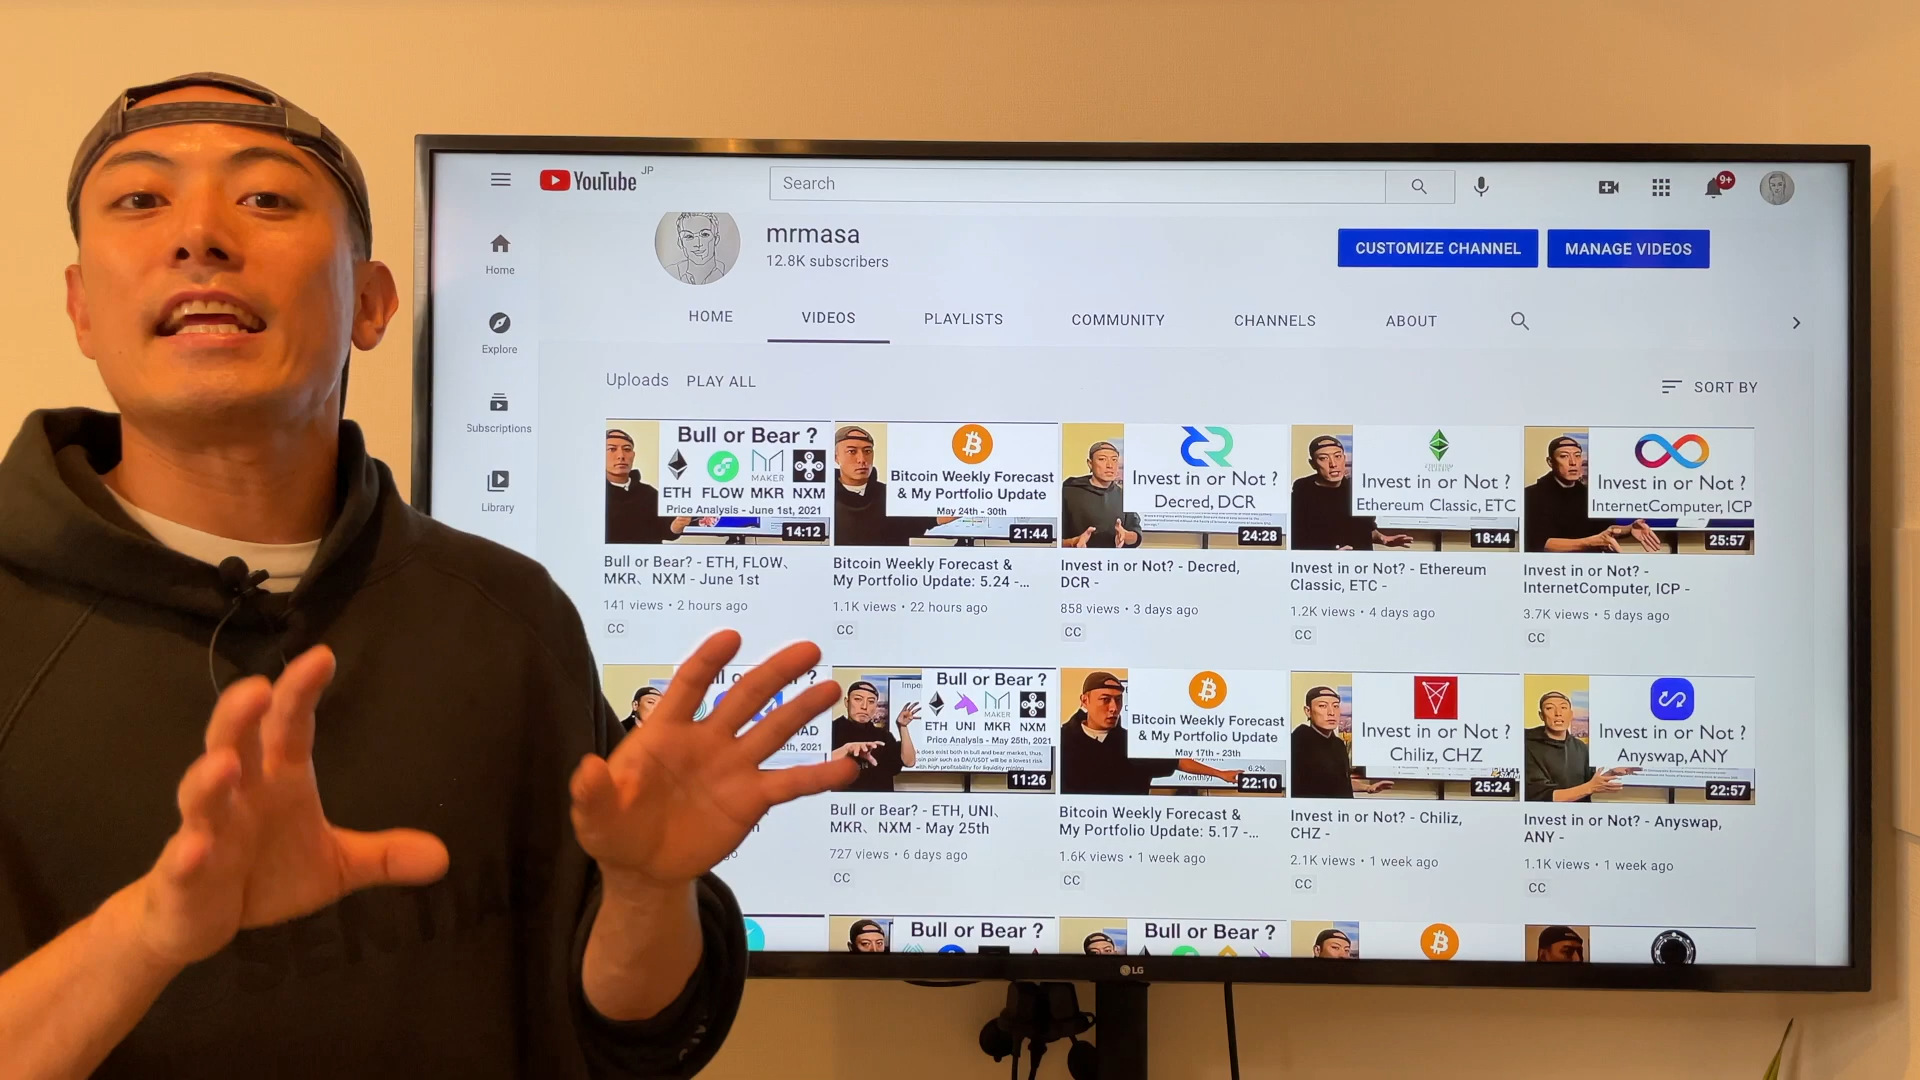 YouTube JP
Search
9+
Home
Explore
Subscriptions
Library
mrmasa
12.8K subscribers
CUSTOMIZE CHANNEL
MANAGE VIDEOS
HOME
VIDEOS
PLAYLISTS
COMMUNITY
CHANNELS
ABOUT
Uploads
PLAY ALL
SORT BY
Bull or Bear ?
MAKER
ETH FLOW MKR NXM
Price Analysis - June 1st, 2021
14:12
Bull or Bear? - ETH, FLOW、
MKR、NXM - June 1st
141 views • 2 hours ago
CC
Bitcoin Weekly Forecast
& My Portfolio Update
May 24th - 30th
21:44
Bitcoin Weekly Forecast &
My Portfolio Update: 5.24 -...
1.1K views • 22 hours ago
CC
Invest in or Not ?
Decred, DCR
24:28
Invest in or Not? - Decred,
DCR -
858 views • 3 days ago
CC
Invest in or Not ?
Ethereum Classic, ETC
18:44
Invest in or Not? - Ethereum
Classic, ETC -
1.2K views • 4 days ago
CC
Invest in or Not ?
InternetComputer, ICP
25:57
Invest in or Not? -
InternetComputer, ICP -
3.7K views • 5 days ago
CC
Bull or Bear ?
MAKER
ETH UNI MKR NXM
Price Analysis - May 25th, 2021
11:26
Bull or Bear? - ETH, UNI、
MKR、NXM - May 25th
727 views • 6 days ago
CC
Bitcoin Weekly Forecast
& My Portfolio Update
May 17th - 23th
6.2%
(Monthly)
22:10
Bitcoin Weekly Forecast &
My Portfolio Update: 5.17 -...
1.6K views • 1 week ago
CC
Invest in or Not ?
Chiliz, CHZ
25:24
Invest in or Not? - Chiliz,
CHZ -
2.1K views • 1 week ago
CC
Invest in or Not ?
Anyswap,ANY
22:57
Invest in or Not? - Anyswap,
ANY -
1.1K views • 1 week ago
CC
Bull or Bear ?
Bull or Bear ?
LG